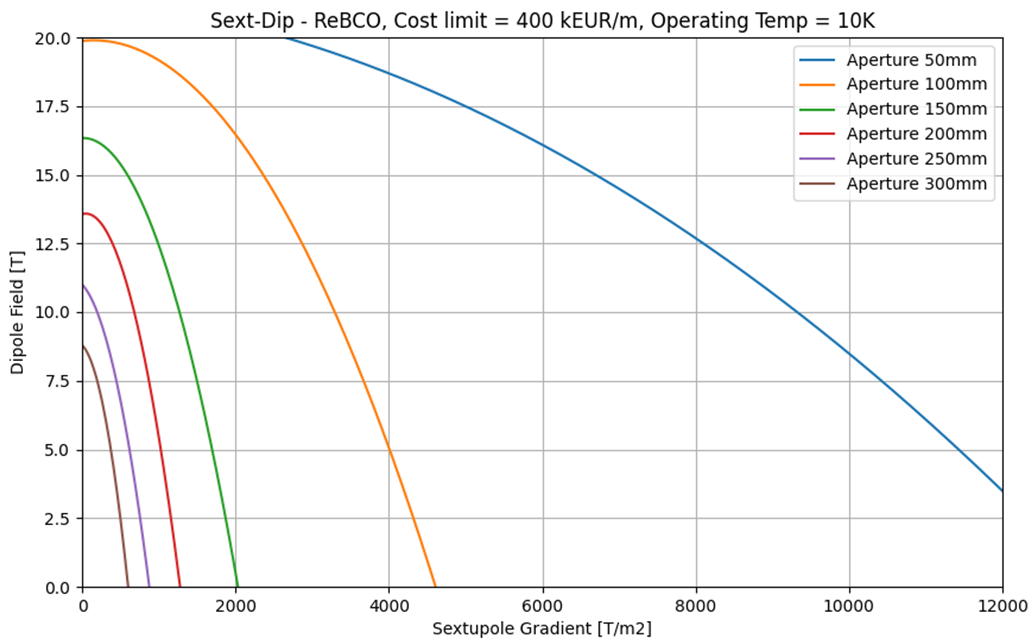 Sext-Dip - ReBCO, Cost limit = 400 kEUR/m, Operating Temp = 10K
Dipole Field [T]
20.0
17.5
15.0
12.5
10.0
7.5
5.0
2.5
0.0
Aperture 50mm
Aperture 100mm
Aperture 150mm
Aperture 200mm
Aperture 250mm
Aperture 300mm
0 2000 4000 6000 8000 10000 12000
Sextupole Gradient [T/m2]